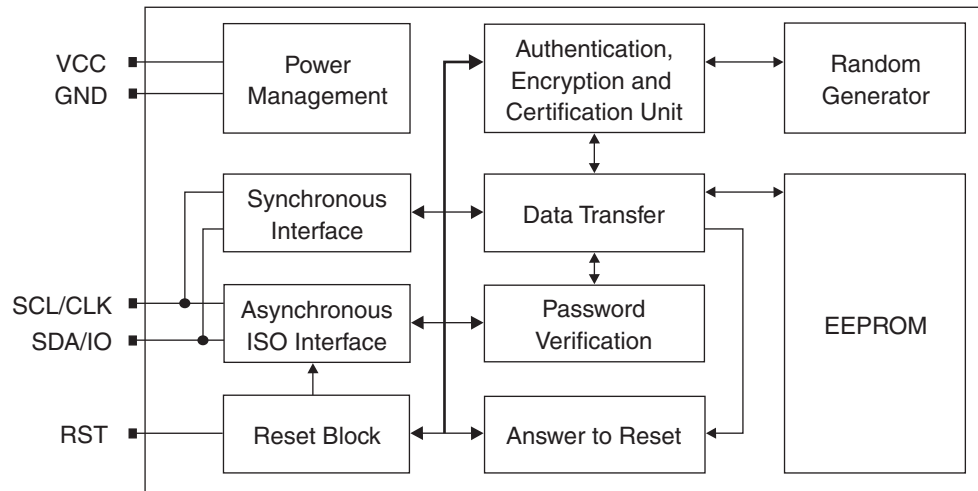 VCC
GND
Power
Management
Authentication,
Encryption and
Certification Unit
Random
Generator
Synchronous
Interface
Data Transfer
SCL/CLK
SDA/IO
Asynchronous
ISO Interface
Password
Verification
EEPROM
RST
Reset Block
Answer to Reset